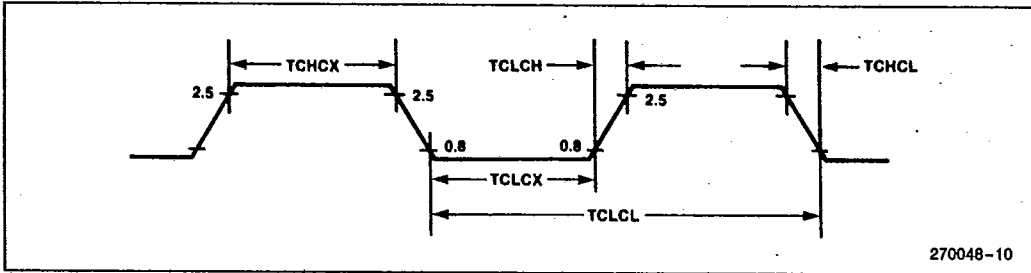 TCHCX
TCLCH
TCHCL
2.5
2.5
2.5
0.8
0.8
TCLCX
TCLCL
270048-10